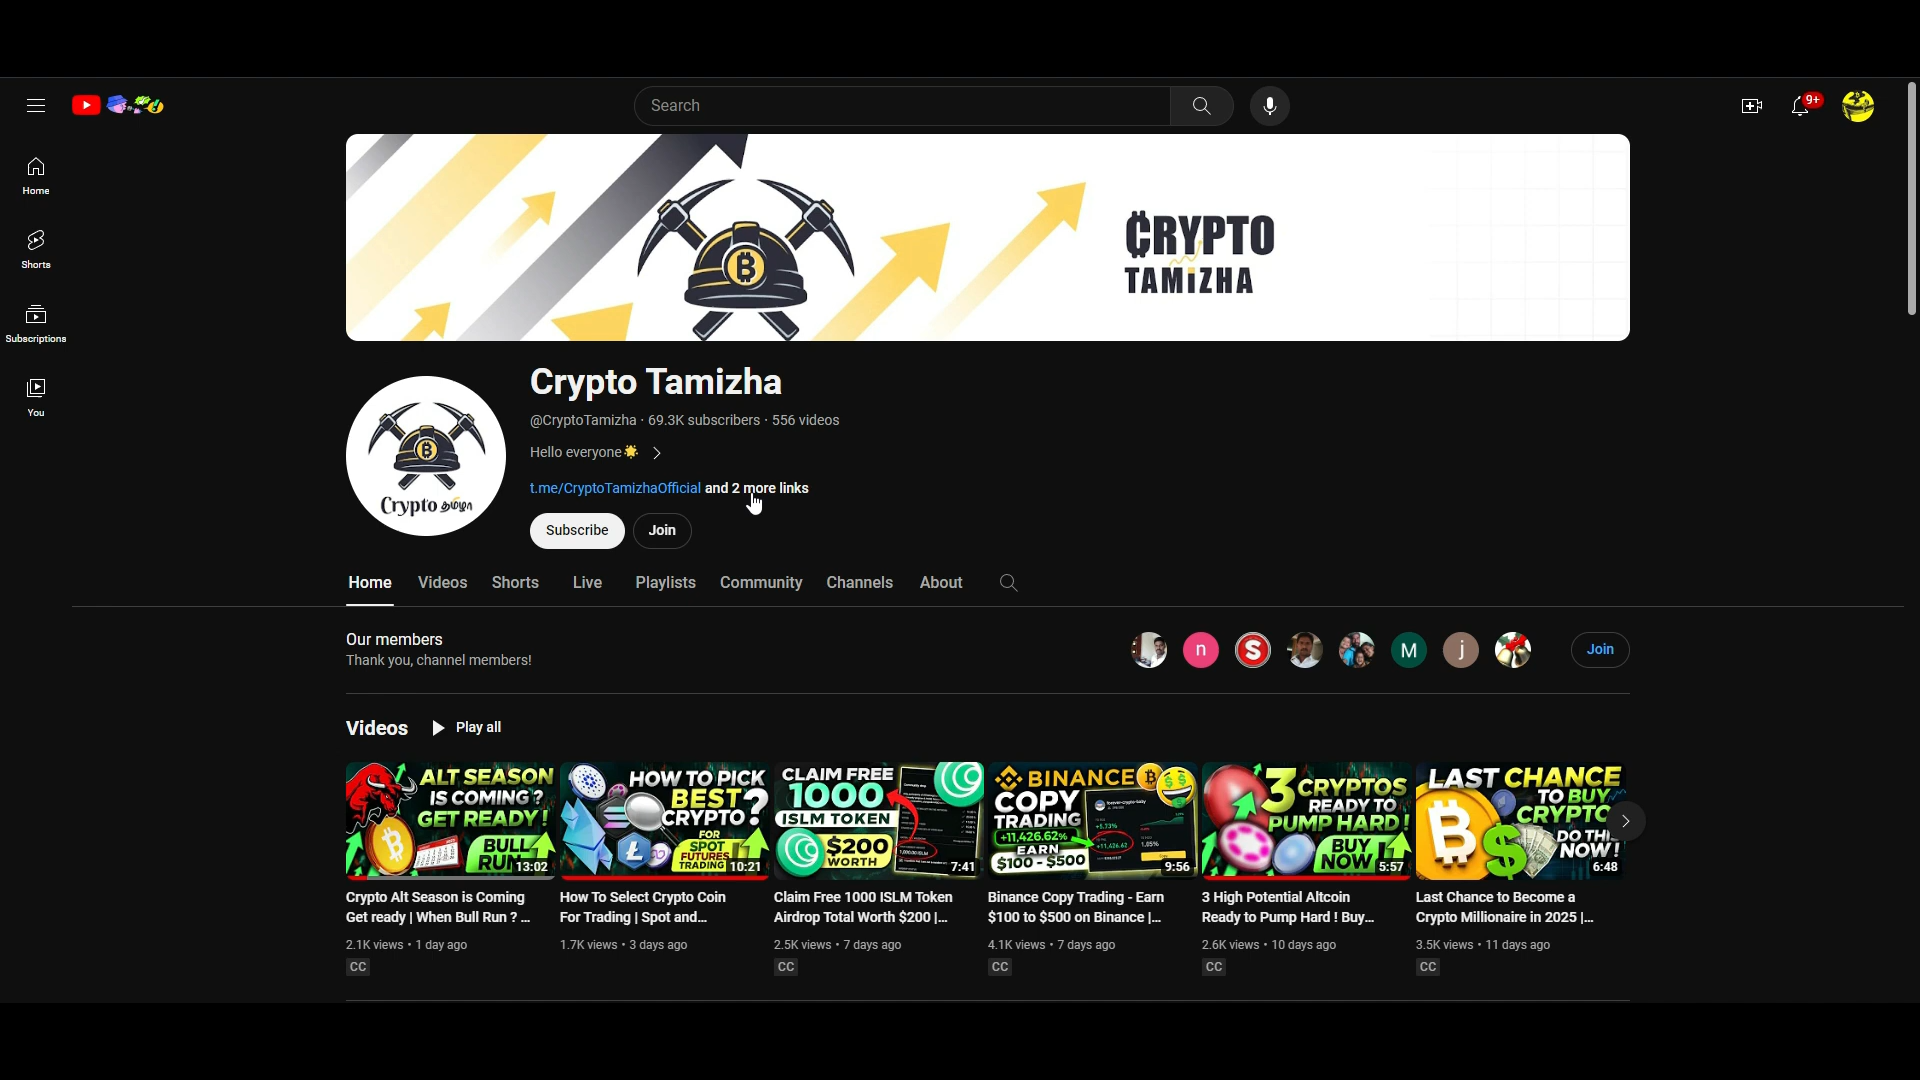 Search
9+
Home
Shorts
Subscriptions
You
CRYPTO
TAMIZHA
Crypto Tamizha
@CryptoTamizha · 69.3K subscribers · 556 videos
Hello everyone🌟
t.me/CryptoTamizhaOfficial and 2 more links
Crypto தமிழா
Subscribe
Join
Home
Videos
Shorts
Live
Playlists
Community
Channels
About
Our members
Thank you, channel members!
n
S
M
j
Join
Videos
Play all
ALT SEASON
IS COMING ?
GET READY !
BULL
RUN
13:02
HOW TO PICK
BEST
CRYPTO?
FOR
SPOT
FUTURES
TRADING
10:21
CLAIM FREE
1000
ISLM TOKEN
$200
WORTH
7:41
BINANCE
COPY
TRADING
+11,426.62%
EARN
$100 - $500
+5.73%
+11,426.62
1.05%
9:56
3 CRYPTOS
READY TO
PUMP HARD !
BUY
NOW
5:57
LAST CHANCE
TO BUY
CRYPTO
DO THIS
NOW !
6:48
Crypto Alt Season is Coming
Get ready | When Bull Run ? ...
2.1K views · 1 day ago
CC
How To Select Crypto Coin
For Trading | Spot and...
1.7K views · 3 days ago
Claim Free 1000 ISLM Token
Airdrop Total Worth $200 |...
2.5K views · 7 days ago
CC
Binance Copy Trading - Earn
$100 to $500 on Binance |...
4.1K views · 7 days ago
CC
3 High Potential Altcoin
Ready to Pump Hard ! Buy...
2.6K views · 10 days ago
CC
Last Chance to Become a
Crypto Millionaire in 2025 |...
3.5K views · 11 days ago
CC